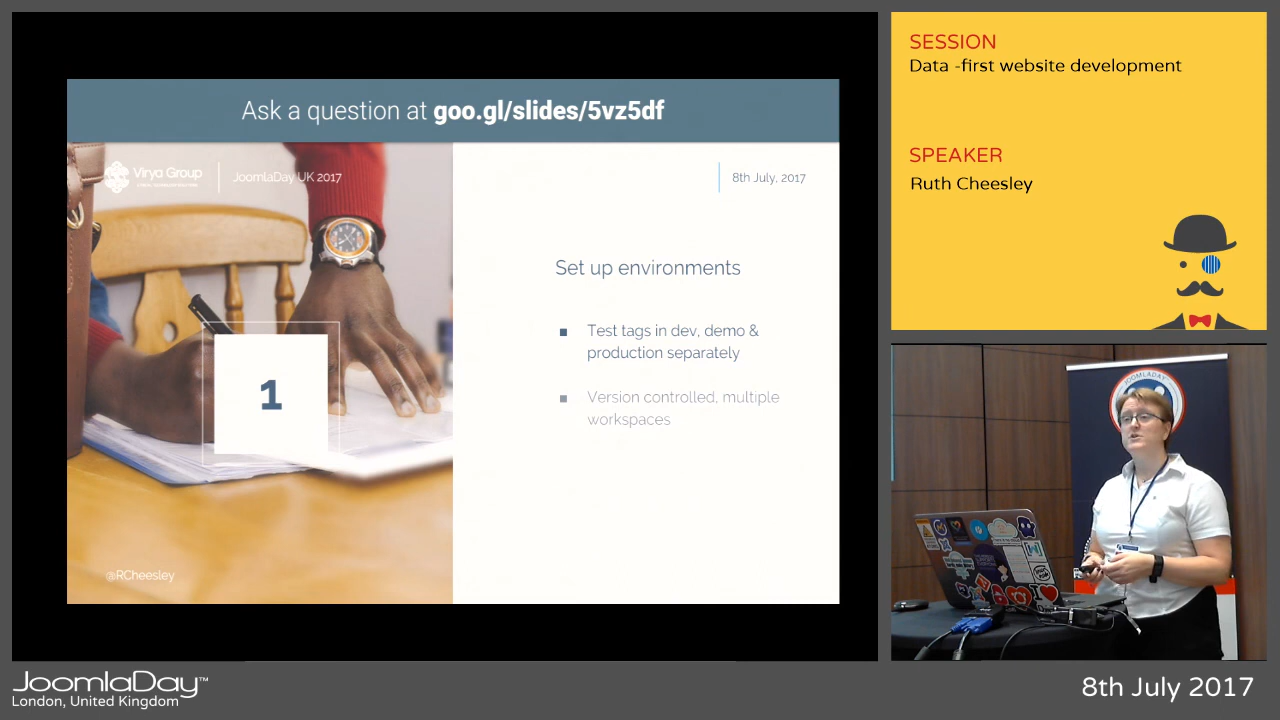 Ask a question at goo.gl/slides/5vz5df
Virya Group
JoomlaDay UK 2017
8th July, 2017
Set up environments
■ Test tags in dev, demo &
production separately
■ Version controlled, multiple
workspaces
1
@RCheesley
SESSION
Data -first website development
SPEAKER
Ruth Cheesley
JOOMLADAY
JoomlaDay™
London, United Kingdom
8th July 2017